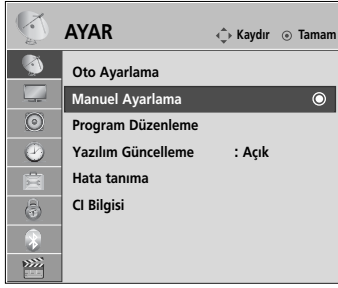 AYAR Kaydır Tamam
Oto Ayarlama
Manuel Ayarlama
Program Düzenleme
Yazılım Güncelleme : Açık
Hata tanıma
CI Bilgisi